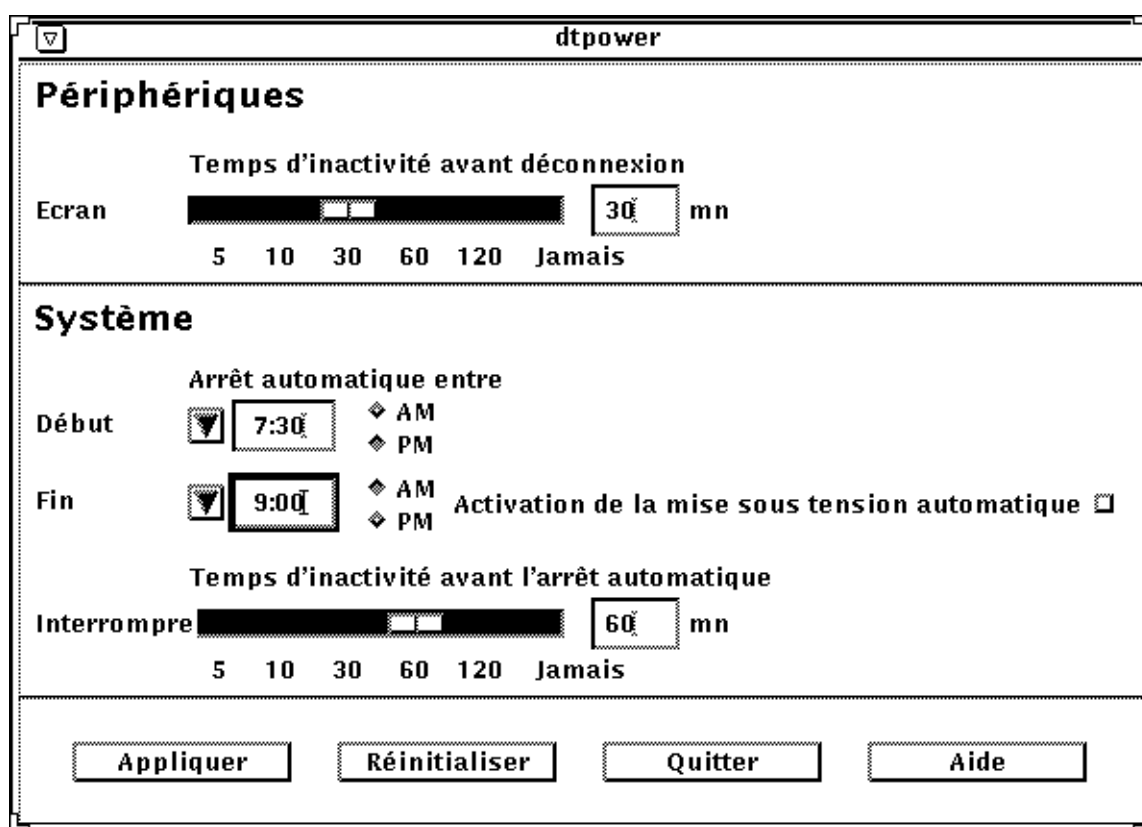 dtpower
Périphériques
Temps d'inactivité avant déconnexion
Ecran 30 mn
5 10 30 60 120 Jamais
Système
Arrêt automatique entre
Début 7:30 AM
PM
Fin 9:00 AM
PM Activation de la mise sous tension automatique
Temps d'inactivité avant l'arrêt automatique
Interrompre 60 mn
5 10 30 60 120 Jamais
Appliquer Réinitialiser Quitter Aide